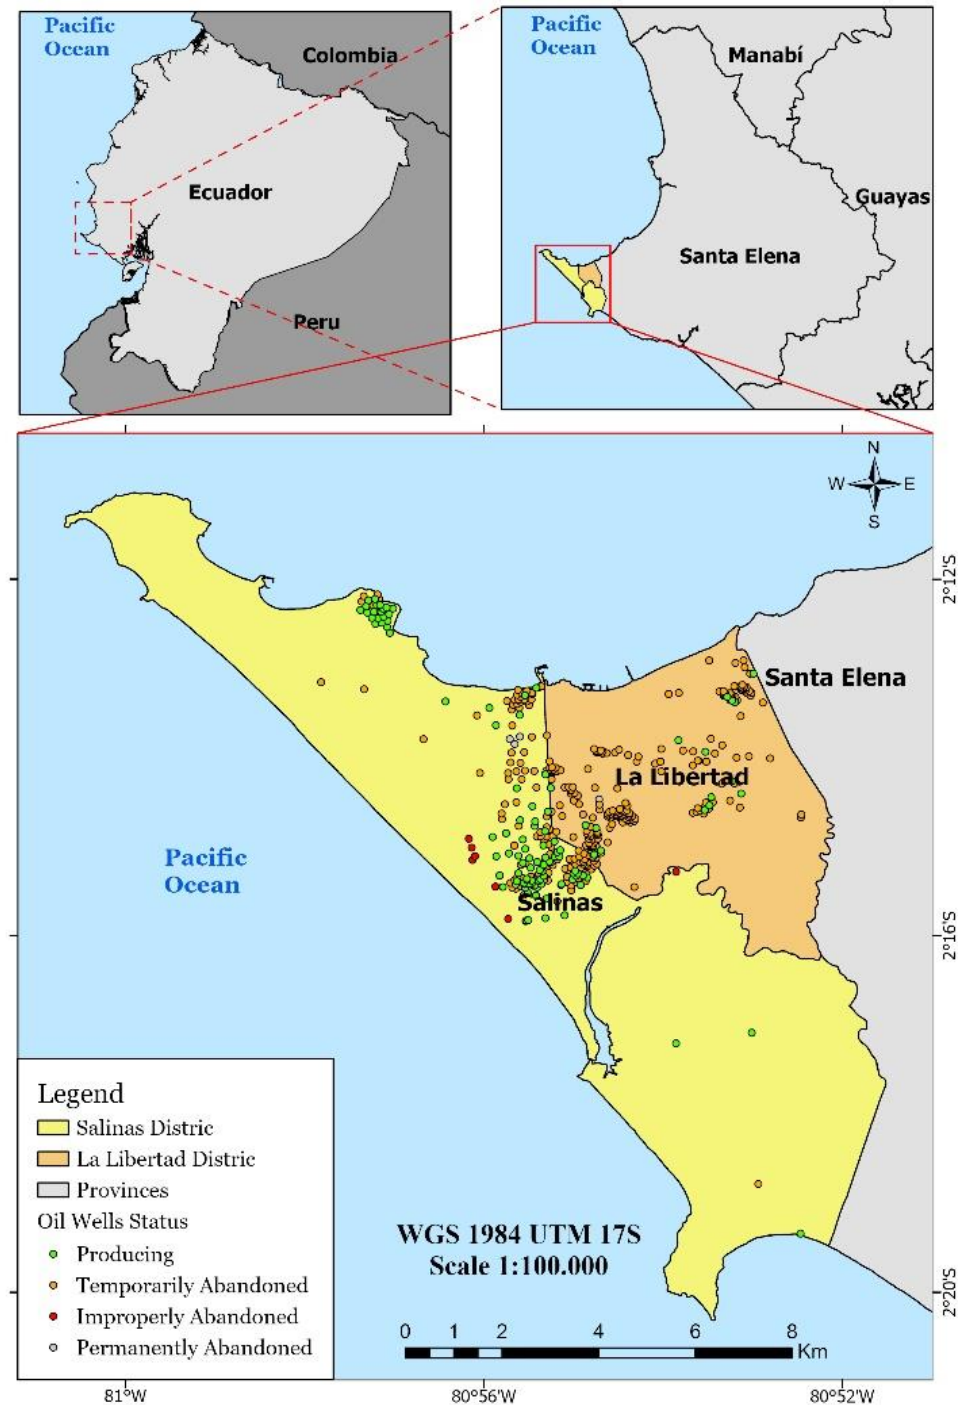 Pacific
Ocean
Colombia
Ecuador
Peru
Pacific
Ocean
Manabí
Guayas
Santa Elena
N
W
E
S
2°12'S
Santa Elena
La Libertad
Pacific
Ocean
Salinas
2°16'S
Legend
Salinas Distric
La Libertad Distric
Provinces
Oil Wells Status
Producing
Temporarily Abandoned
Improperly Abandoned
Permanently Abandoned
WGS 1984 UTM 17S
Scale 1:100.000
0 1 2 4 6 8
Km
2°20'S
81°W
80°56'W
80°52'W